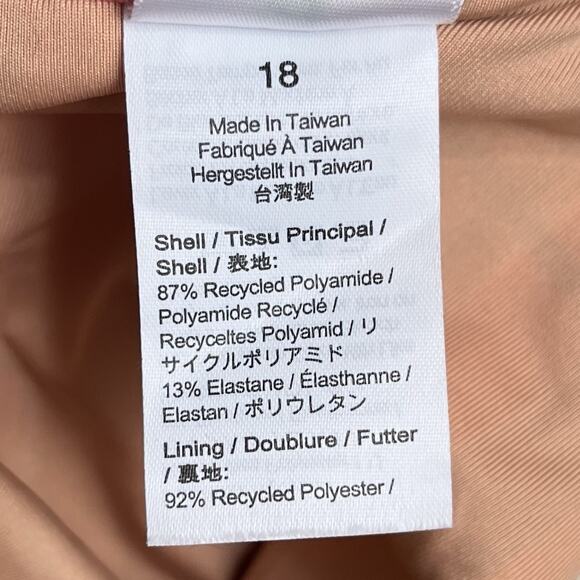 18
Made In Taiwan
Fabriqué À Taiwan
Hergestellt In Taiwan
台湾製
Shell / Tissu Principal /
Shell / 表地:
87% Recycled Polyamide /
Polyamide Recyclé /
Recyceltes Polyamid / リ
サイクルポリアミド
13% Elastane / Élasthanne /
Elastan / ポリウレタン
Lining / Doublure / Futter
/ 裏地:
92% Recycled Polyester /